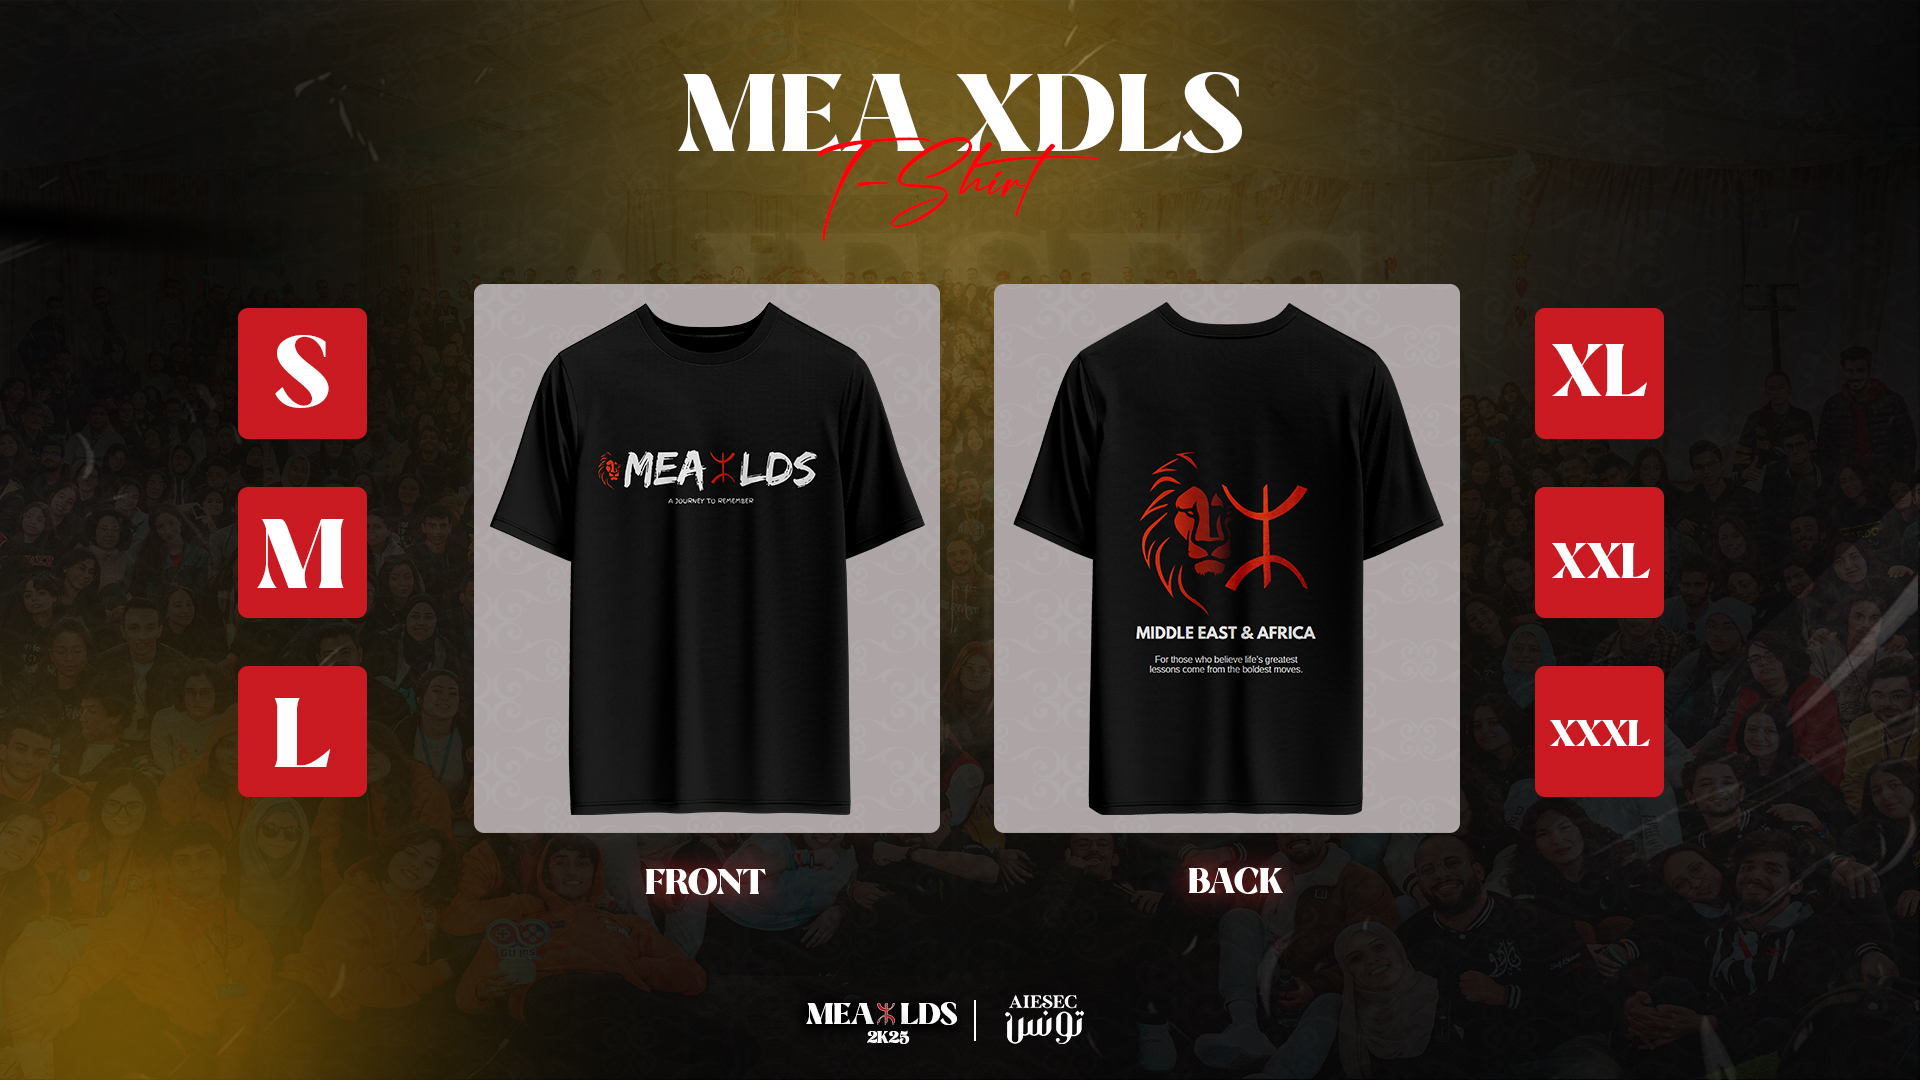 MEA XDLS
T-Shirt
AIESEC
S
M
L
MEA ⵣ LDS
A JOURNEY TO REMEMBER
MIDDLE EAST & AFRICA
For those who believe life's greatest
lessons come from the boldest moves.
XL
XXL
XXXL
FRONT
BACK
MEA ⵣ LDS
2K25
AIESEC
تونس